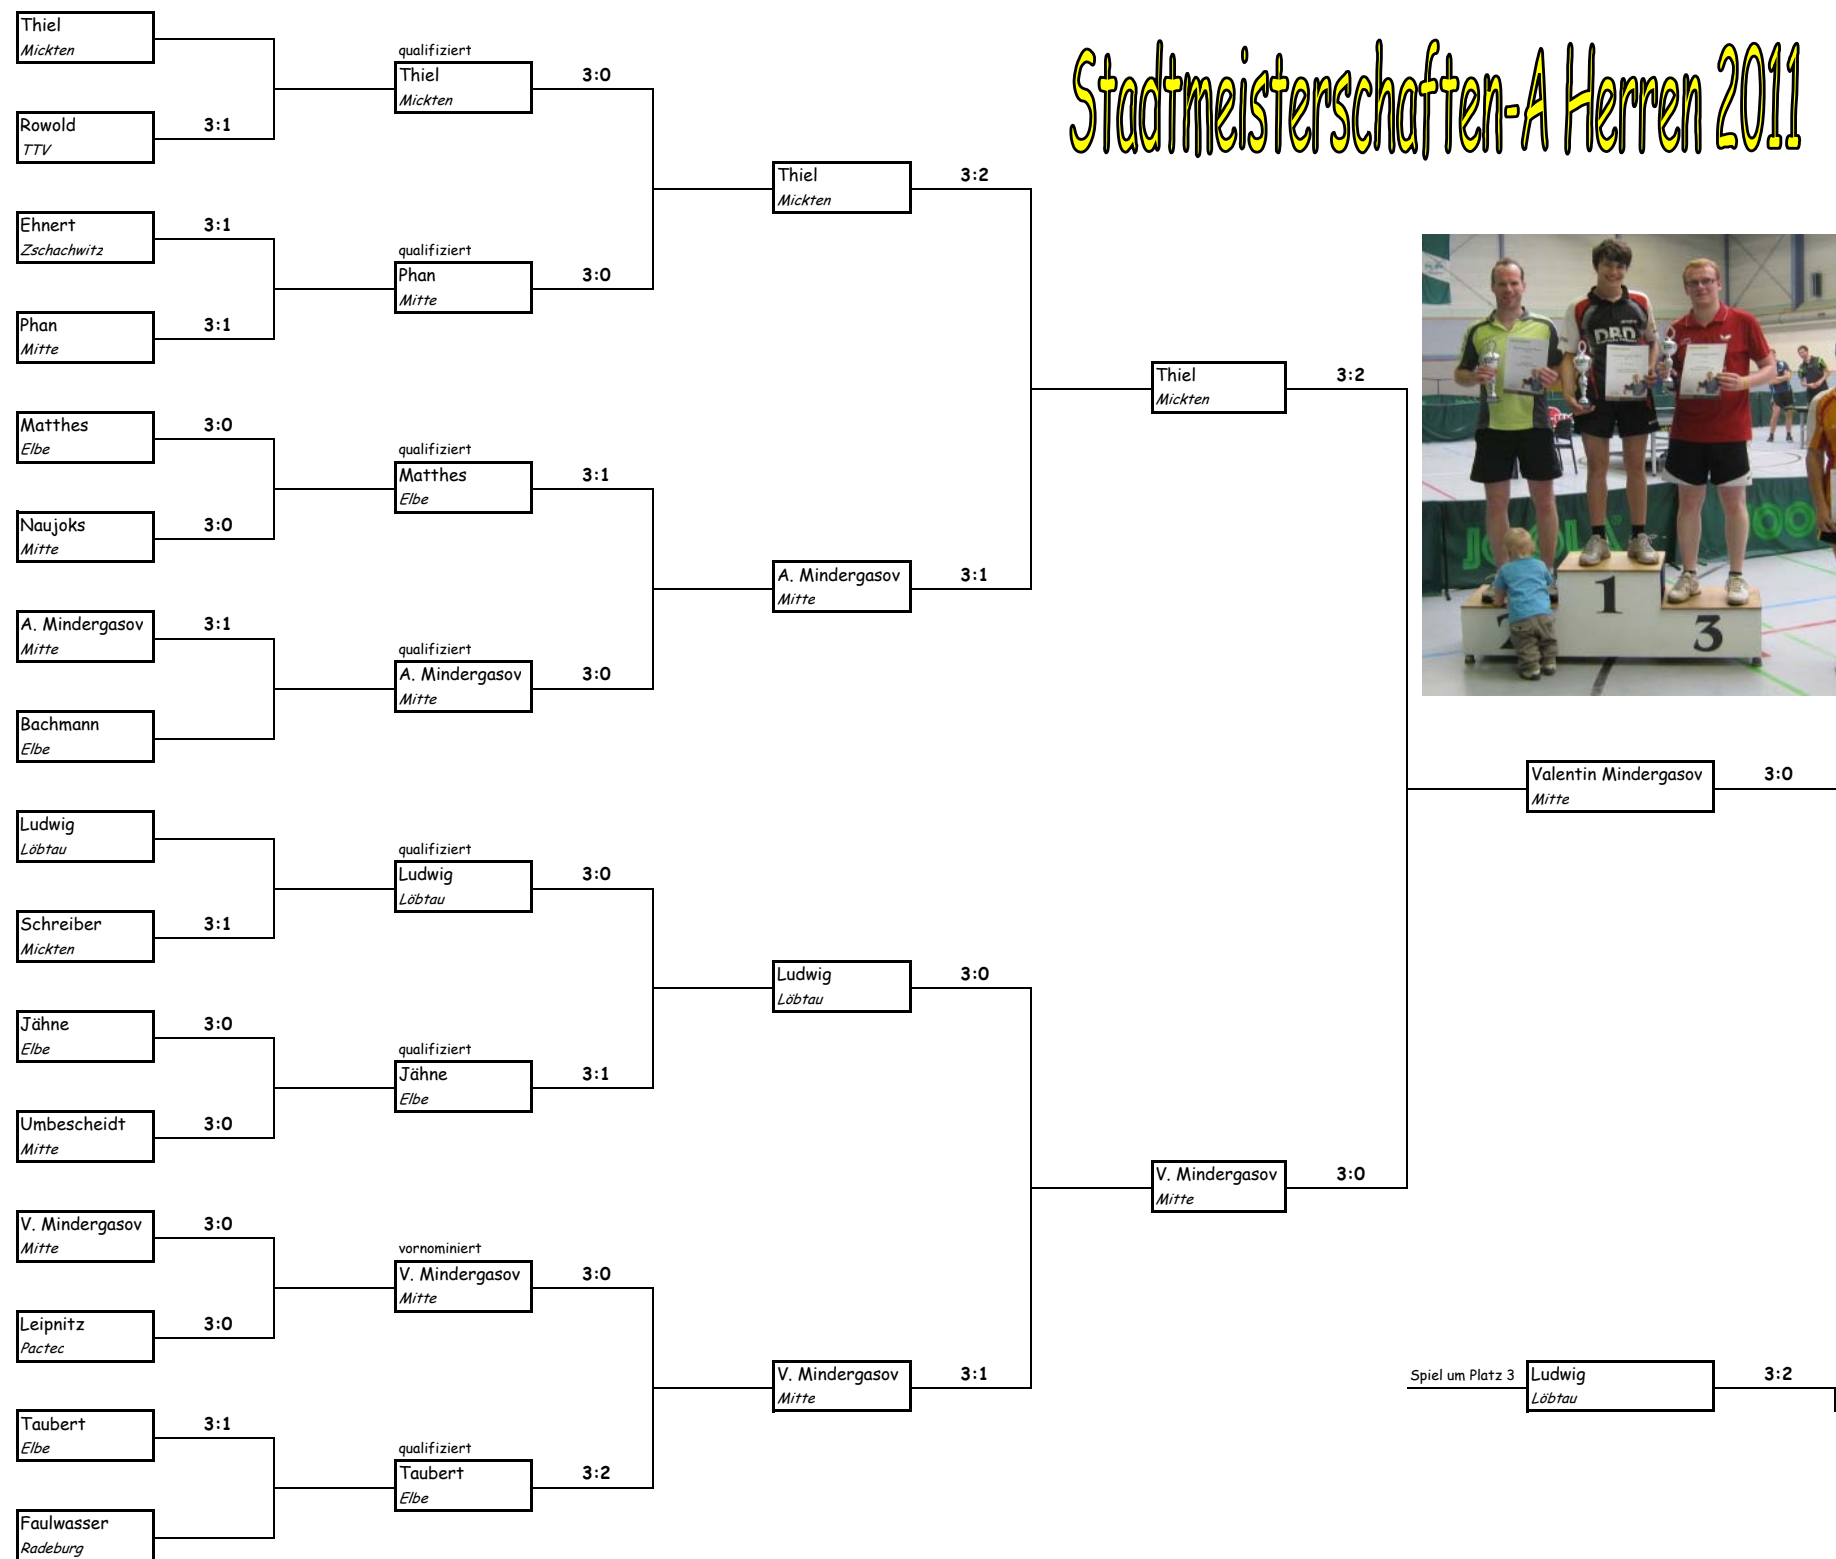 Stadtmeisterschaften-A Herren 2011
Thiel
Mickten
Rowold
TTV
3:1
Ehnert
Zschachwitz
3:1
Phan
Mitte
3:1
Matthes
Elbe
3:0
Naujoks
Mitte
3:0
A. Mindergasov
Mitte
3:1
Bachmann
Elbe
Ludwig
Löbtau
Schreiber
Mickten
3:1
Jähne
Elbe
3:0
Umbescheidt
Mitte
3:0
V. Mindergasov
Mitte
3:0
Leipnitz
Pactec
3:0
Taubert
Elbe
3:1
Faulwasser
Radeburg
qualifiziert
Thiel
Mickten
3:0
qualifiziert
Phan
Mitte
3:0
qualifiziert
Matthes
Elbe
3:1
qualifiziert
A. Mindergasov
Mitte
3:0
qualifiziert
Ludwig
Löbtau
3:0
qualifiziert
Jähne
Elbe
3:1
vornominiert
V. Mindergasov
Mitte
3:0
qualifiziert
Taubert
Elbe
3:2
Thiel
Mickten
3:2
A. Mindergasov
Mitte
3:1
Ludwig
Löbtau
3:0
V. Mindergasov
Mitte
3:1
Thiel
Mickten
3:2
V. Mindergasov
Mitte
3:0
DBD
1
3
Valentin Mindergasov
Mitte
3:0
Spiel um Platz 3
Ludwig
Löbtau
3:2